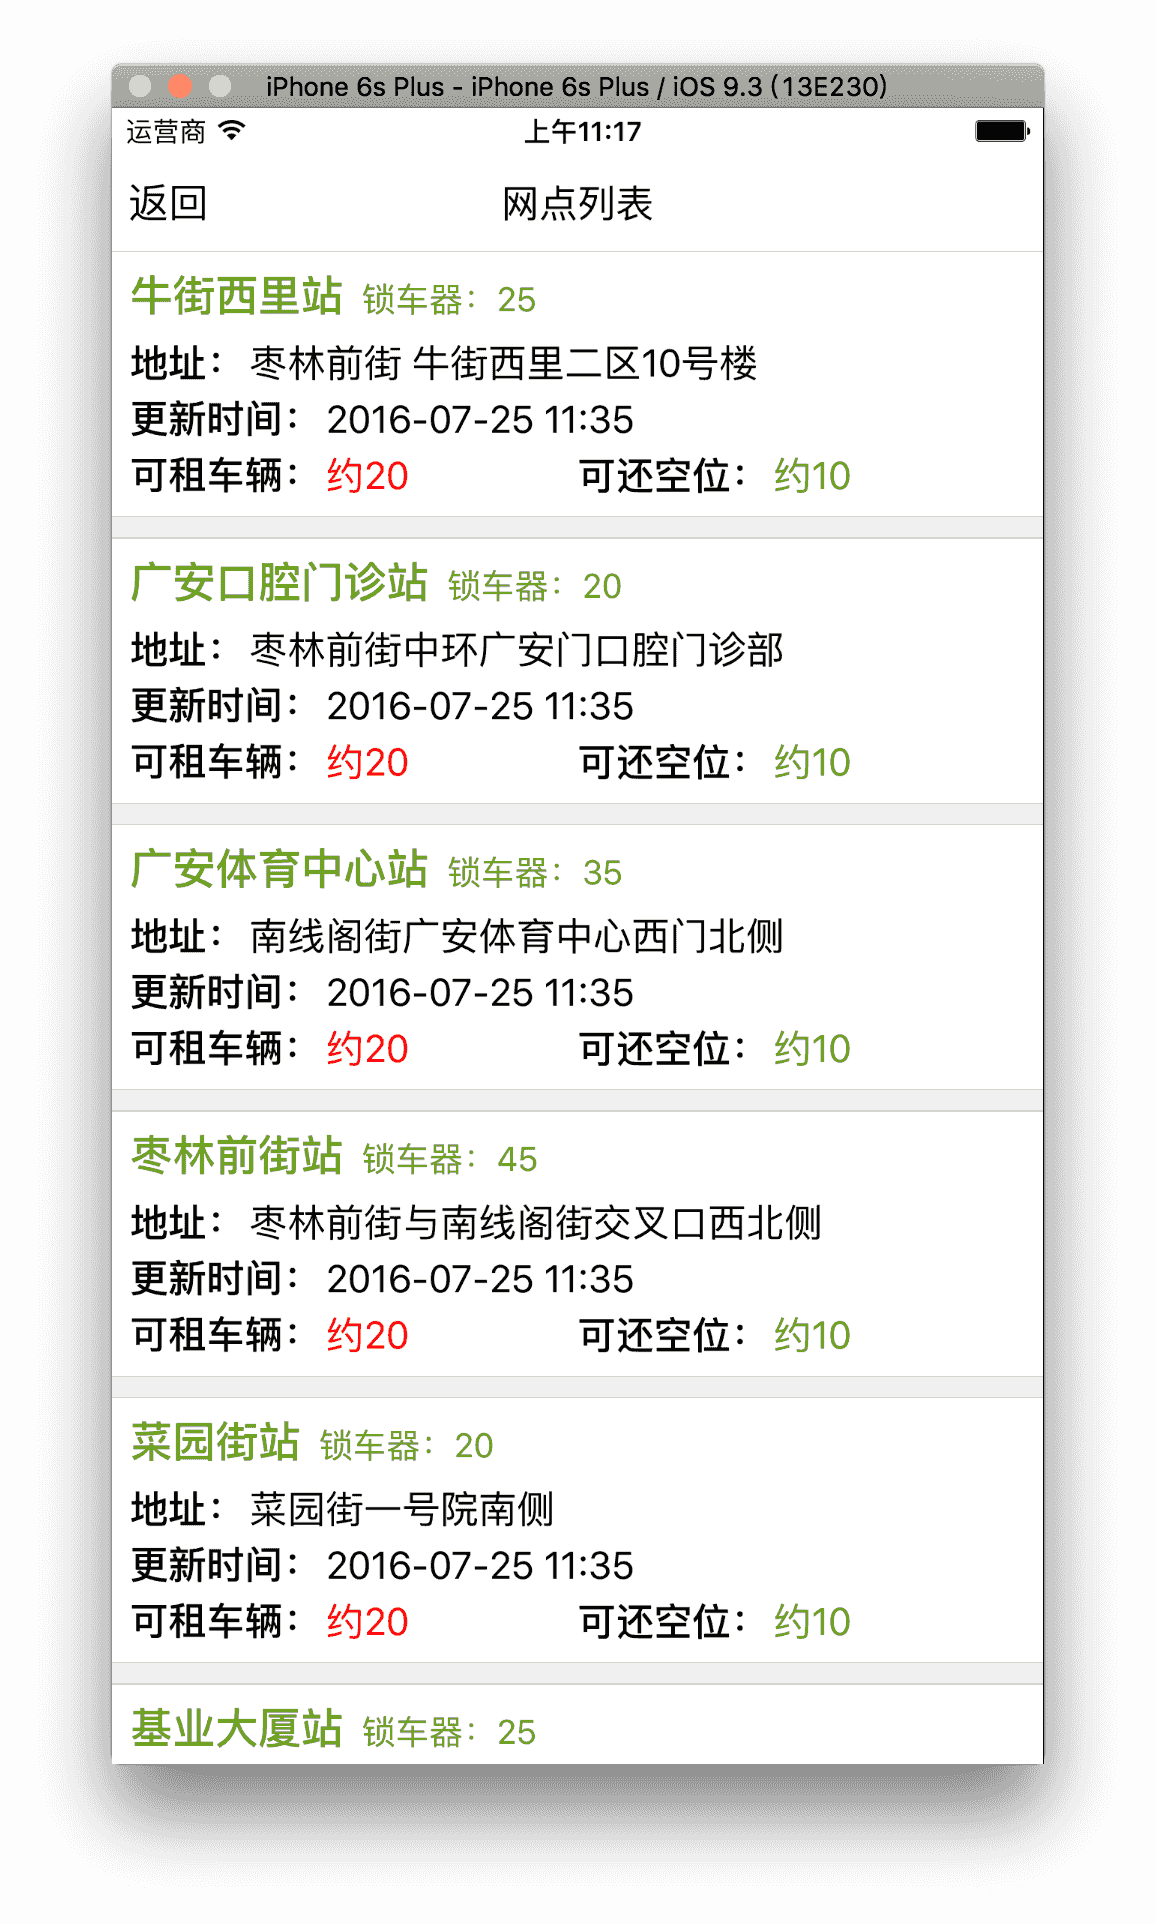 iPhone 6s Plus - iPhone 6s Plus / iOS 9.3 (13E230)
运营商 上午11:17
返回 网点列表
牛街西里站 锁车器：25
地址： 枣林前街 牛街西里二区10号楼
更新时间： 2016-07-25 11:35
可租车辆： 约20 可还空位： 约10
广安口腔门诊站 锁车器：20
地址： 枣林前街中环广安门口腔门诊部
更新时间： 2016-07-25 11:35
可租车辆： 约20 可还空位： 约10
广安体育中心站 锁车器：35
地址： 南线阁街广安体育中心西门北侧
更新时间： 2016-07-25 11:35
可租车辆： 约20 可还空位： 约10
枣林前街站 锁车器：45
地址： 枣林前街与南线阁街交叉口西北侧
更新时间： 2016-07-25 11:35
可租车辆： 约20 可还空位： 约10
菜园街站 锁车器：20
地址： 菜园街一号院南侧
更新时间： 2016-07-25 11:35
可租车辆： 约20 可还空位： 约10
基业大厦站 锁车器：25